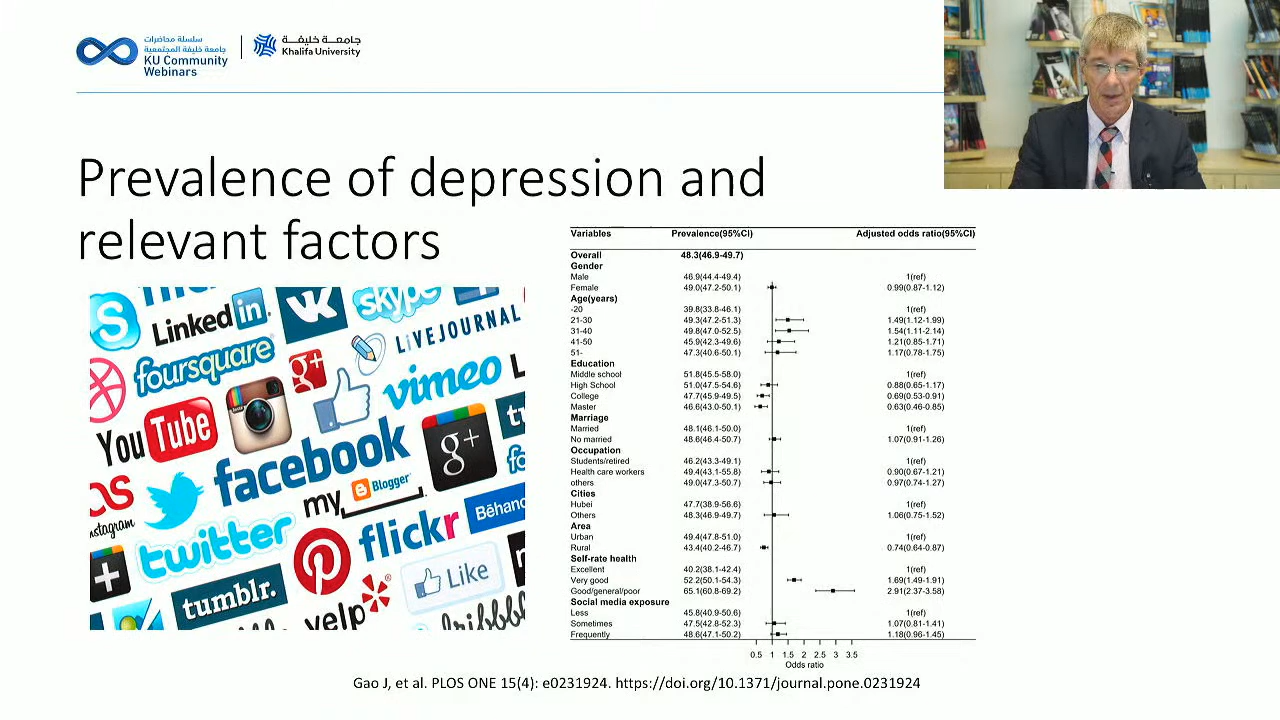 سلسلة محاضرات
جامعة خليفة المجتمعية
KU Community
Webinars
جامعــة خليفــة
Khalifa University
Prevalence of depression and
relevant factors
Linked in
skype
foursquare
LiVEJOURNAL
vimeo
You Tube
facebook
g+
my Blogger
Instagram
twitter
flickr
Behanc
tumblr.
Like
yelp
Variables Prevalence(95%CI) Adjusted odds ratio(95%CI)
Overall 48.3(46.9-49.7)
Gender
Male 46.9(44.4-49.4) 1(ref)
Female 49.0(47.2-50.1) 0.99(0.87-1.12)
Age(years)
-20 39.8(33.8-46.1) 1(ref)
21-30 49.3(47.2-51.3) 1.49(1.12-1.99)
31-40 49.8(47.0-52.5) 1.54(1.11-2.14)
41-50 45.9(42.3-49.6) 1.21(0.85-1.71)
51- 47.3(40.6-50.1) 1.17(0.78-1.75)
Education
Middle school 51.8(45.5-58.0) 1(ref)
High School 51.0(47.5-54.6) 0.88(0.65-1.17)
College 47.7(45.9-49.5) 0.69(0.53-0.91)
Master 46.6(43.0-50.1) 0.63(0.46-0.85)
Marriage
Married 48.1(46.1-50.0) 1(ref)
No married 48.6(46.4-50.7) 1.07(0.91-1.26)
Occupation
Students/retired 46.2(43.3-49.1) 1(ref)
Health care workers 49.4(43.1-55.8) 0.90(0.67-1.21)
others 49.0(47.3-50.7) 0.97(0.74-1.27)
Cities
Hubei 47.7(38.9-56.6) 1(ref)
Others 48.3(46.9-49.7) 1.06(0.75-1.52)
Area
Urban 49.4(47.8-51.0) 1(ref)
Rural 43.4(40.2-46.7) 0.74(0.64-0.87)
Self-rate health
Excellent 40.2(38.1-42.4) 1(ref)
Very good 52.2(50.1-54.3) 1.69(1.49-1.91)
Good/general/poor 65.1(60.8-69.2) 2.91(2.37-3.58)
Social media exposure
Less 45.8(40.9-50.6) 1(ref)
Sometimes 47.5(42.8-52.3) 1.07(0.81-1.41)
Frequently 48.6(47.1-50.2) 1.18(0.96-1.45)
0.5 1 1.5 2 2.5 3 3.5
Odds ratio
Gao J, et al. PLOS ONE 15(4): e0231924. https://doi.org/10.1371/journal.pone.0231924